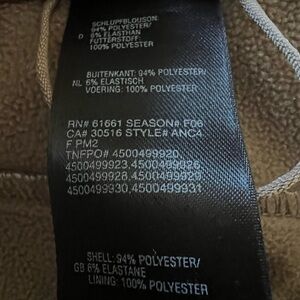 SCHLUPFBLOUSON:
94% POLYESTER/
D 6% ELASTHAN
FUTTERSTOFF:
100% POLYESTER
BUITENKANT: 94% POLYESTER/
NL 6% ELASTISCH
VOERING: 100% POLYESTER
RN# 61661 SEASON# F06
CA# 30516 STYLE# ANC4
F PM2
TNFPO# 4500499920,
4500499923,4500499926,
4500499928,4500499929,
4500499930,4500499931
SHELL: 94% POLYESTER/
GB 6% ELASTANE
LINING: 100% POLYESTER